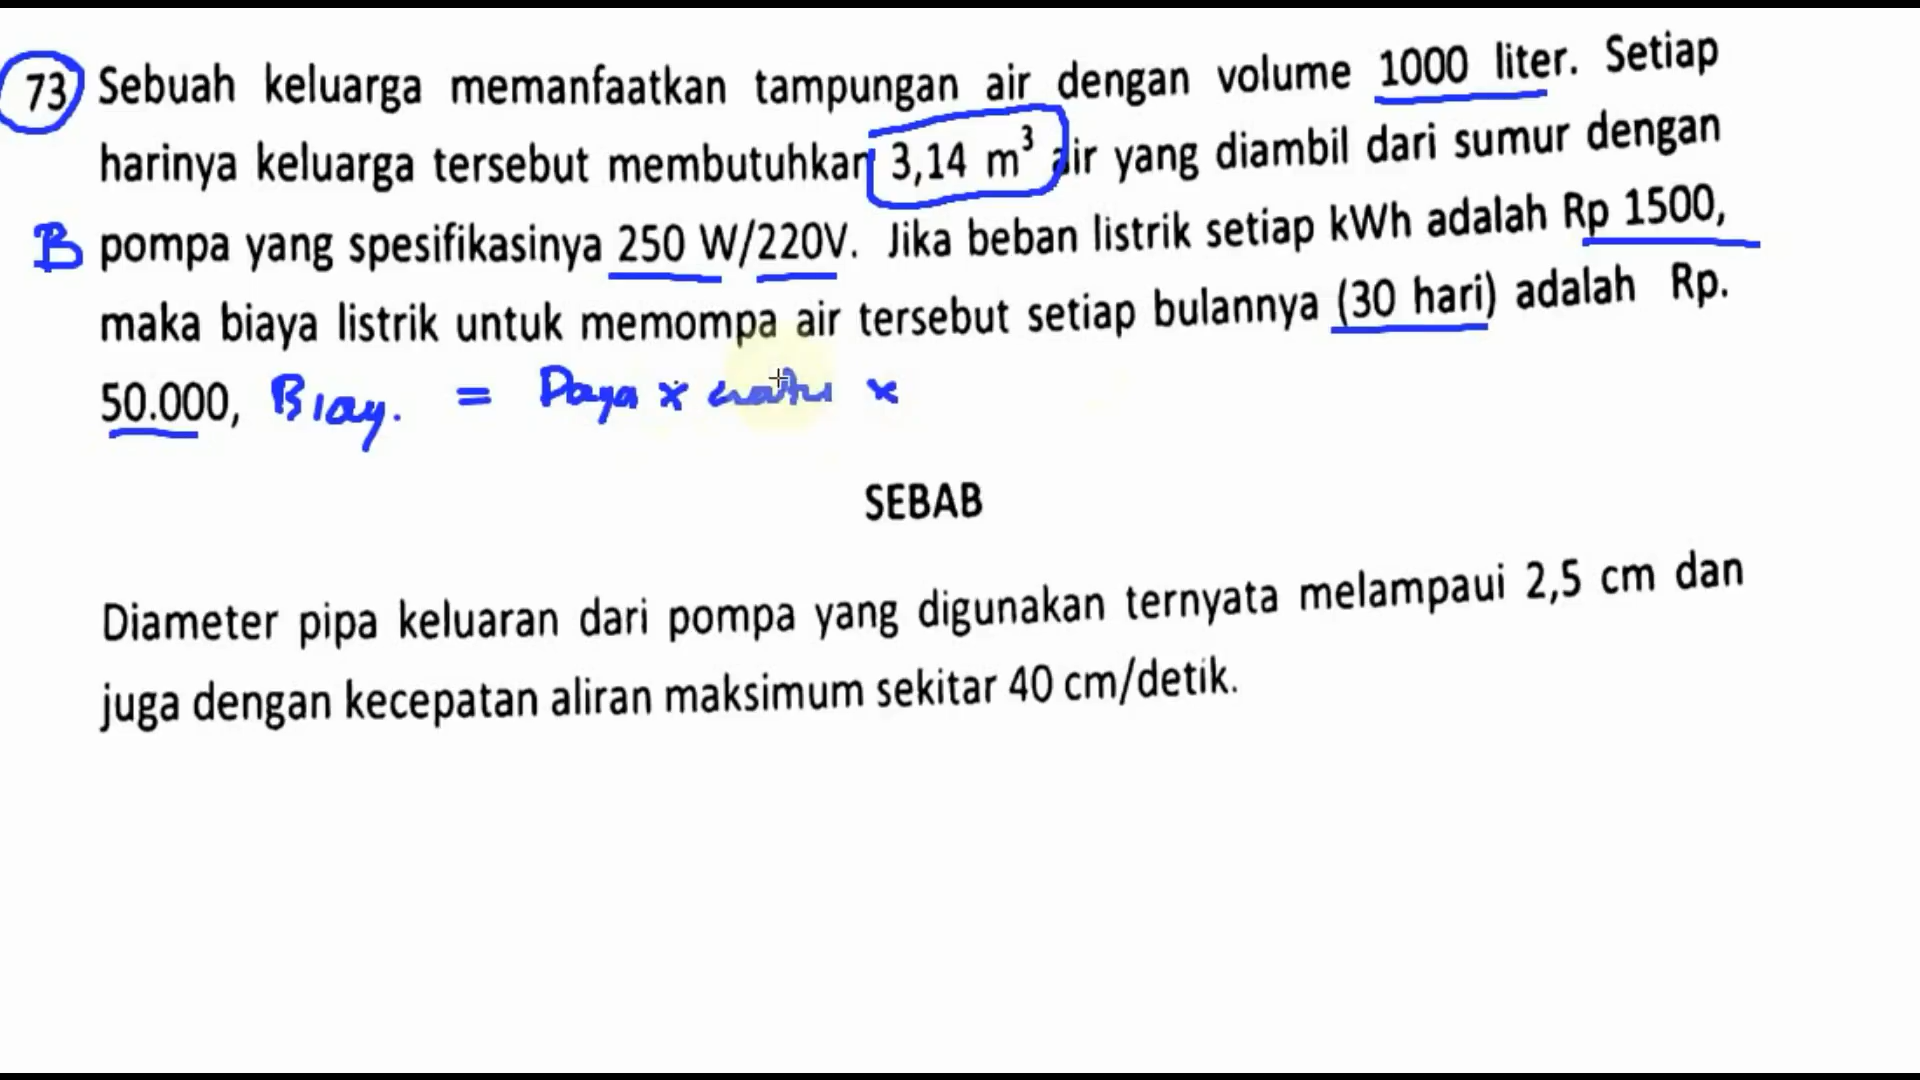 73 Sebuah keluarga memanfaatkan tampungan air dengan volume 1000 liter. Setiap
harinya keluarga tersebut membutuhkan 3,14 m³ air yang diambil dari sumur dengan
B pompa yang spesifikasinya 250 W/220V. Jika beban listrik setiap kWh adalah Rp 1500,
maka biaya listrik untuk memompa air tersebut setiap bulannya (30 hari) adalah Rp.
50.000, Biay. = Daya x waktu x
SEBAB
Diameter pipa keluaran dari pompa yang digunakan ternyata melampaui 2,5 cm dan
juga dengan kecepatan aliran maksimum sekitar 40 cm/detik.